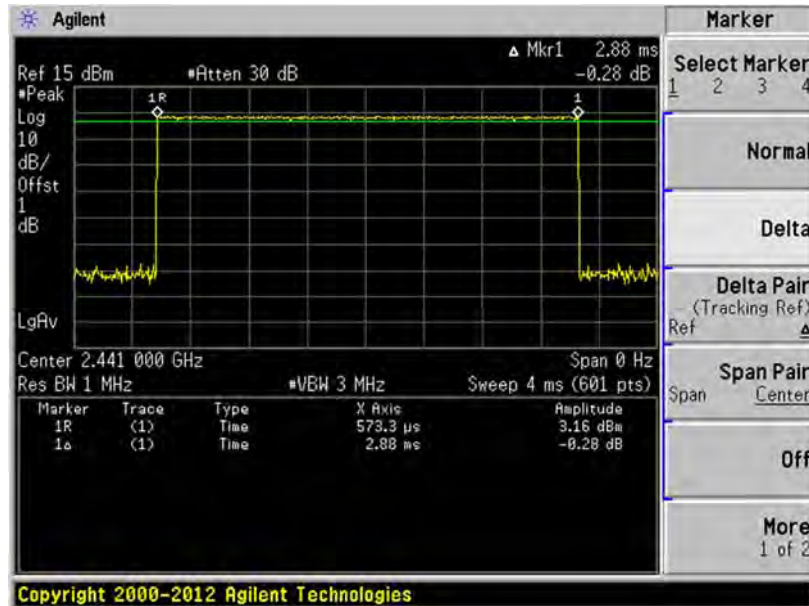 Agilent
Marker
Δ Mkr1 2.88 ms
Ref 15 dBm #Atten 30 dB -0.28 dB
#Peak
Log
10
dB/
Offst
1
dB
LgAv
1R
1
Center 2.441 000 GHz Span 0 Hz
Res BW 1 MHz #VBW 3 MHz Sweep 4 ms (601 pts)
Marker Trace Type X Axis Amplitude
1R (1) Time 573.3 µs 3.16 dBm
1Δ (1) Time 2.88 ms -0.28 dB
Select Marker
1 2 3 4
Normal
Delta
Delta Pair
(Tracking Ref)
Ref Δ
Span Pair
Span Center
Off
More
1 of 2
Copyright 2000-2012 Agilent Technologies